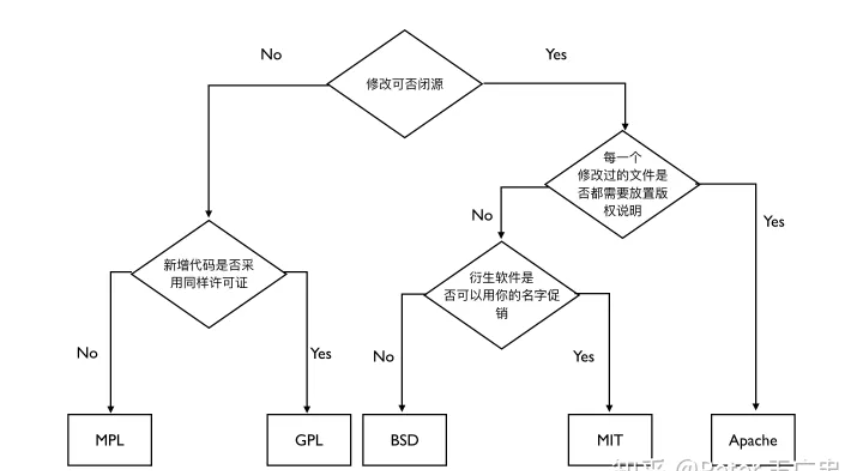 No
Yes
修改可否闭源
每一个
修改过的文件是
否都需要放置版
权说明
No
Yes
新增代码是否采
用同样许可证
衍生软件是
否可以用你的名字促
销
No
Yes
No
Yes
MPL
GPL
BSD
MIT
Apache